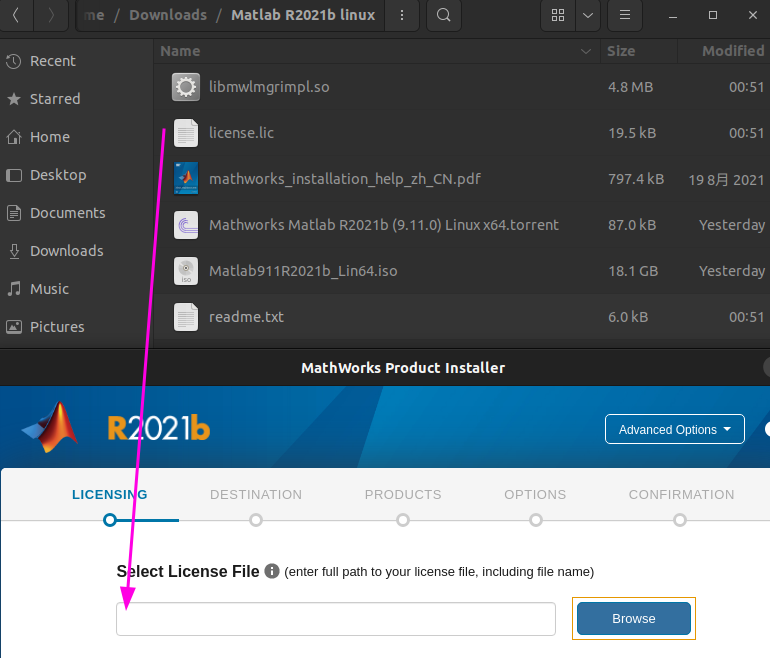 me / Downloads / Matlab R2021b linux
Name Size Modified
Recent
Starred
Home
Desktop
Documents
Downloads
Music
Pictures
libmwlmgrimpl.so 4.8 MB 00:51
license.lic 19.5 kB 00:51
mathworks_installation_help_zh_CN.pdf 797.4 kB 19 8月 2021
Mathworks Matlab R2021b (9.11.0) Linux x64.torrent 87.0 kB Yesterday
iso
Matlab911R2021b_Lin64.iso 18.1 GB Yesterday
readme.txt 6.0 kB 00:51
MathWorks Product Installer
R2021b
Advanced Options
LICENSING DESTINATION PRODUCTS OPTIONS CONFIRMATION
Select License File (enter full path to your license file, including file name)
Browse